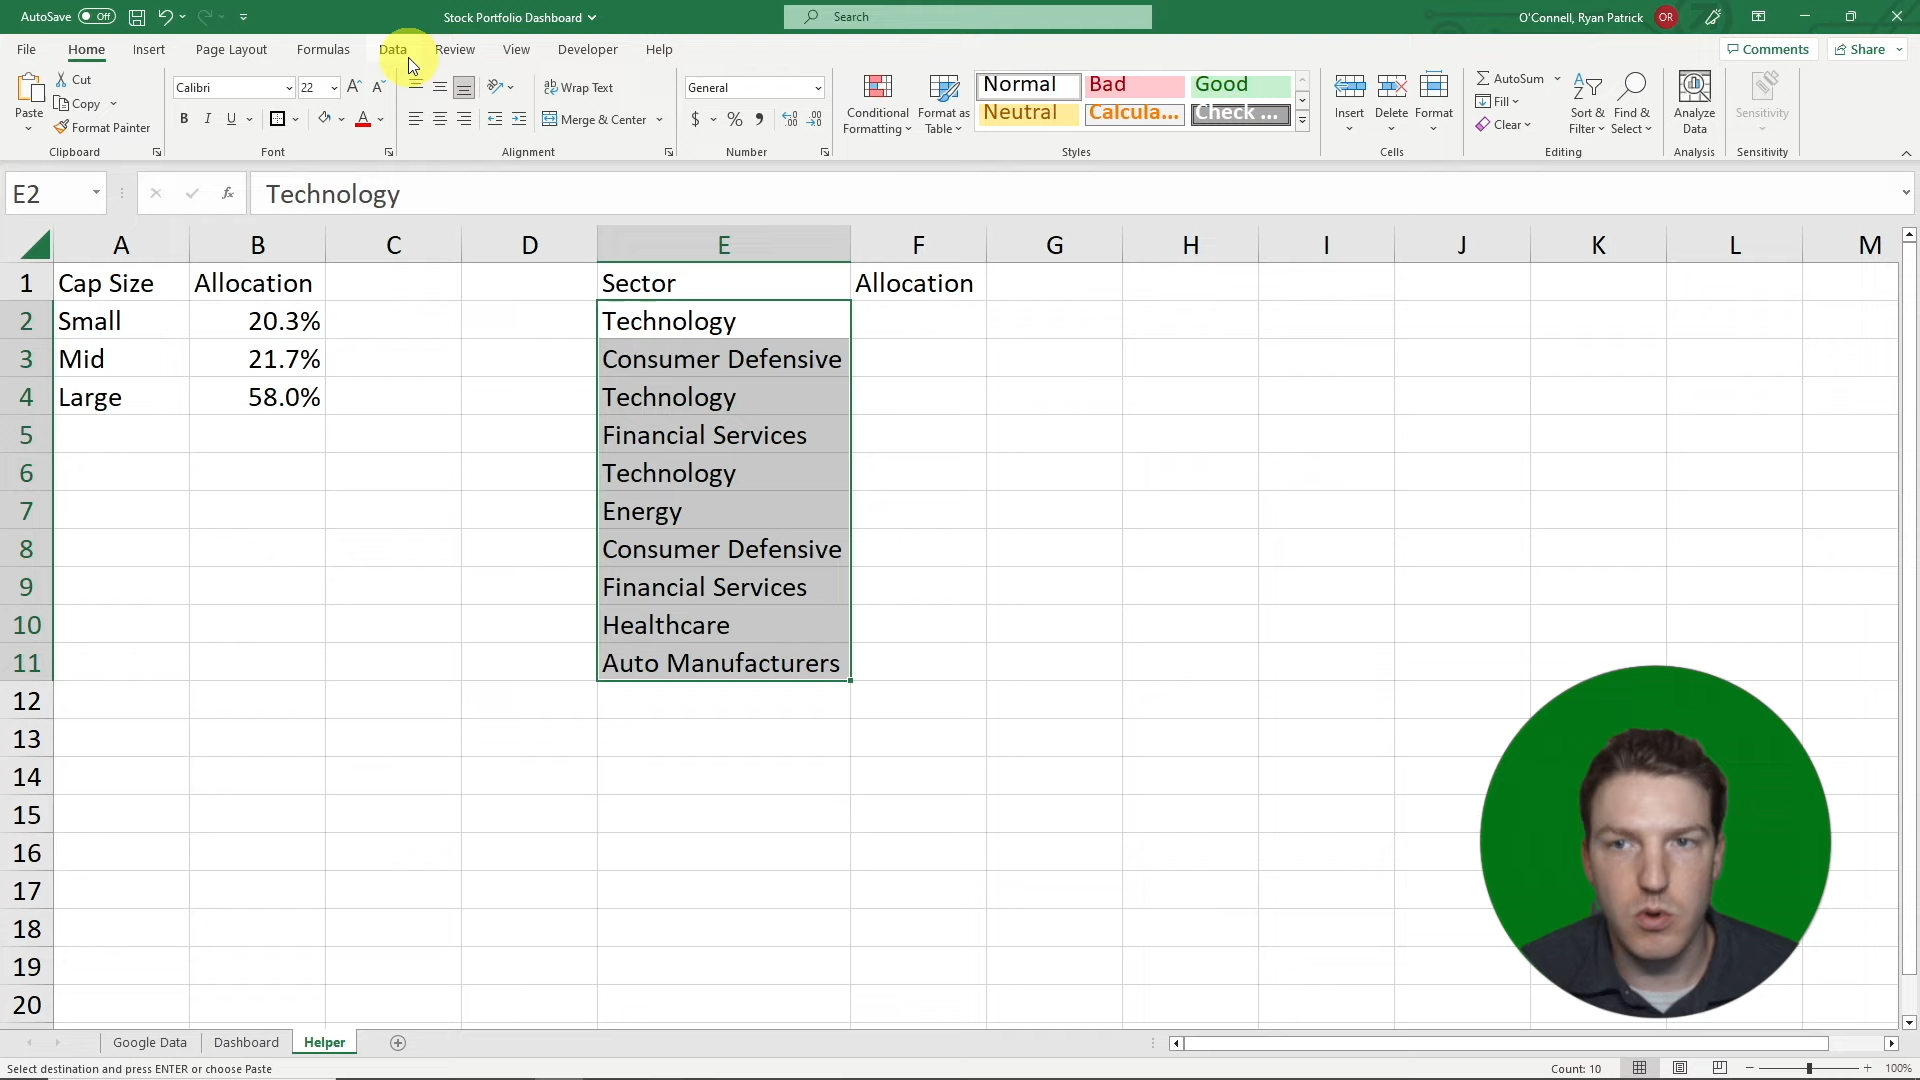 AutoSave Off Stock Portfolio Dashboard Search O'Connell, Ryan Patrick OR
File Home Insert Page Layout Formulas Data Review View Developer Help Comments Share
Paste Cut Copy Format Painter
Clipboard
Calibri 22
B I U
Font
Wrap Text
Merge & Center
Alignment
General
$ % 9
Number
Conditional Formatting
Format as Table
Normal Bad Good
Neutral Calcula... Check ...
Styles
Insert Delete Format
Cells
AutoSum
Fill
Clear
Sort & Filter
Find & Select
Editing
Analyze Data
Analysis
Sensitivity
Sensitivity
E2 fx Technology
A B C D E F G H I J K L M
1 Cap Size Allocation Sector Allocation
2 Small 20.3% Technology
3 Mid 21.7% Consumer Defensive
4 Large 58.0% Technology
5 Financial Services
6 Technology
7 Energy
8 Consumer Defensive
9 Financial Services
10 Healthcare
11 Auto Manufacturers
12
13
14
15
16
17
18
19
20
Google Data Dashboard Helper
Select destination and press ENTER or choose Paste Count: 10 100%